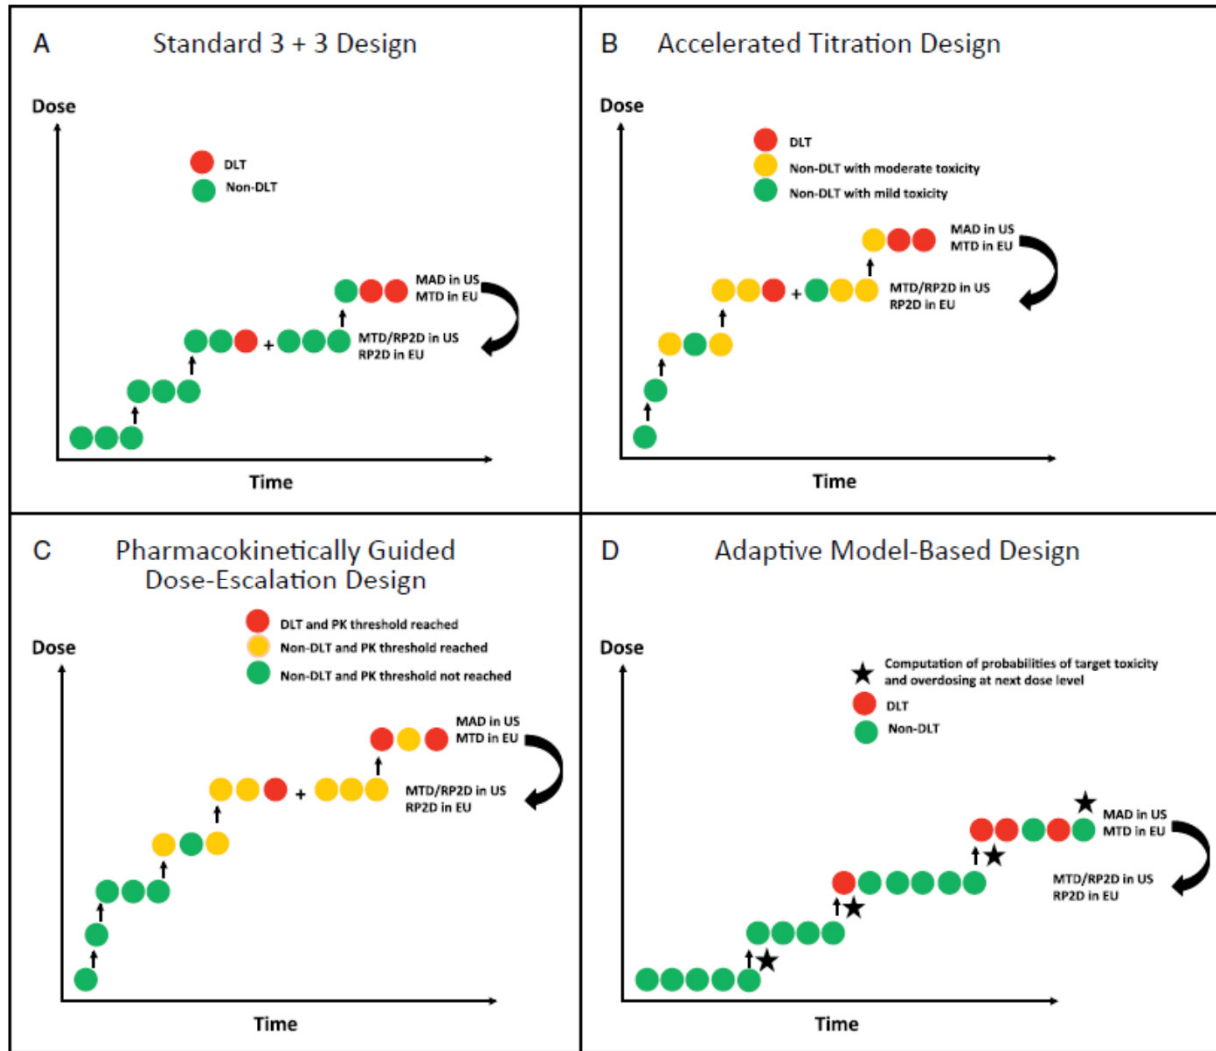 A
Standard 3 + 3 Design
Dose
DLT
Non-DLT
MAD in US
MTD in EU
+
MTD/RP2D in US
RP2D in EU
Time
B
Accelerated Titration Design
Dose
DLT
Non-DLT with moderate toxicity
Non-DLT with mild toxicity
MAD in US
MTD in EU
+
MTD/RP2D in US
RP2D in EU
Time
C
Pharmacokinetically Guided
Dose-Escalation Design
DLT and PK threshold reached
Non-DLT and PK threshold reached
Non-DLT and PK threshold not reached
Dose
MAD in US
MTD in EU
+
MTD/RP2D in US
RP2D in EU
Time
D
Adaptive Model-Based Design
Dose
Computation of probabilities of target toxicity
and overdosing at next dose level
DLT
Non-DLT
MAD in US
MTD in EU
MTD/RP2D in US
RP2D in EU
Time